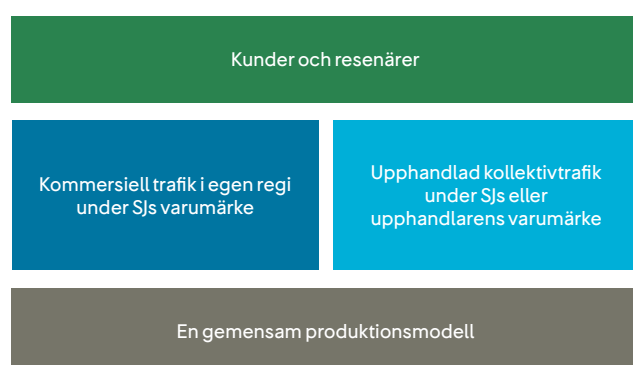 Kunder och resenärer
Kommersiell trafik i egen regi
under SJs varumärke
Upphandlad kollektivtrafik
under SJs eller
upphandlarens varumärke
En gemensam produktionsmodell